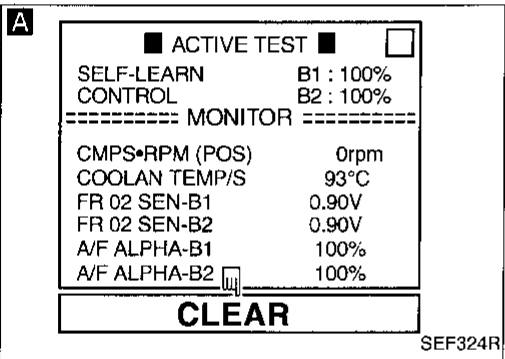 A
■ ACTIVE TEST ■
SELF-LEARN B1 : 100%
CONTROL B2 : 100%
========== MONITOR ==========
CMPS•RPM (POS) 0rpm
COOLAN TEMP/S 93°C
FR 02 SEN-B1 0.90V
FR 02 SEN-B2 0.90V
A/F ALPHA-B1 100%
A/F ALPHA-B2 100%
CLEAR
SEF324R